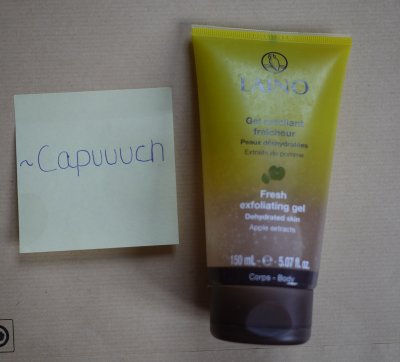 ~Capuuuch
LAINO
Gel exfoliant
fraîcheur
Peaux déshydratées
Extraits de pomme
Fresh
exfoliating gel
Dehydrated skin
Apple extracts
150 mL - e - 5.07 fl. oz.
Corps - Body